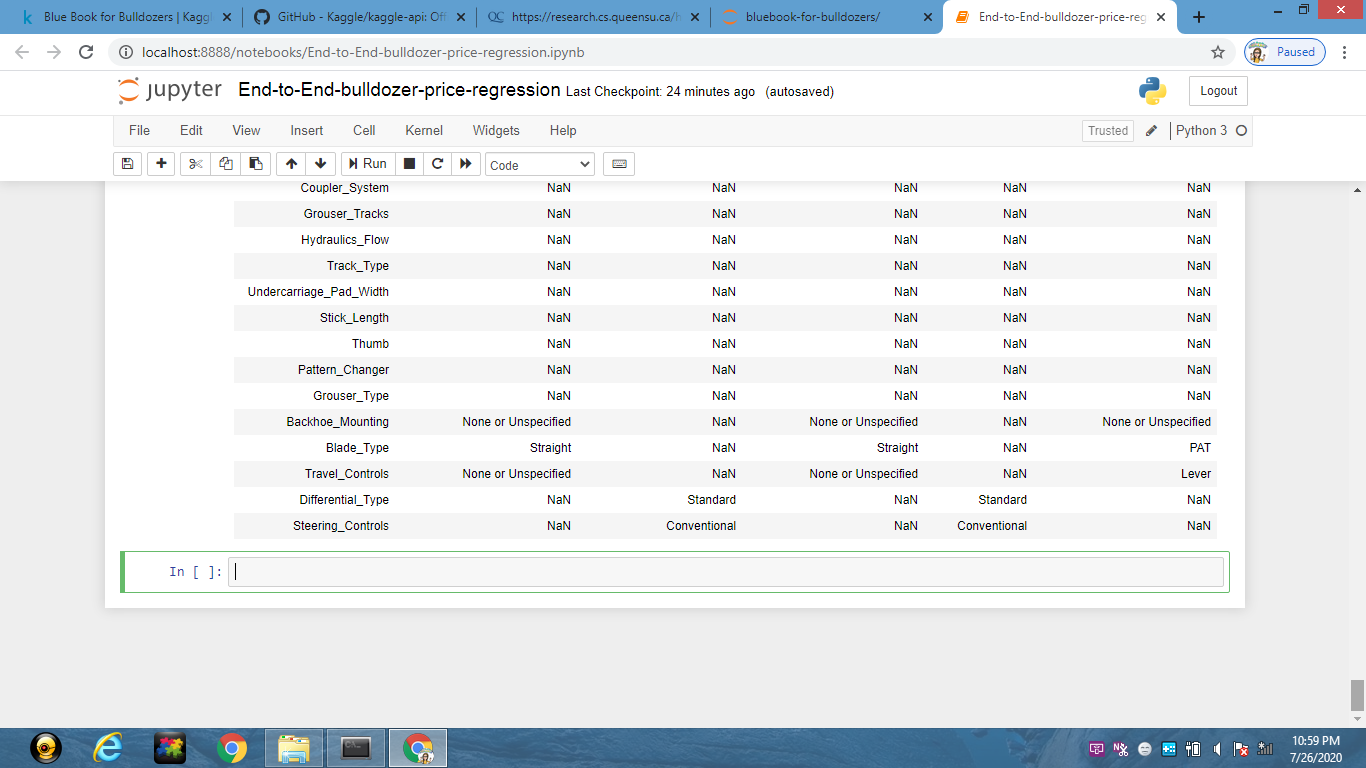 Blue Book for Bulldozers | Kaggl
GitHub - Kaggle/kaggle-api: Offi
QC https://research.cs.queensu.ca/h
bluebook-for-bulldozers/
End-to-End-bulldozer-price-reg
localhost:8888/notebooks/End-to-End-bulldozer-price-regression.ipynb
Paused
jupyter End-to-End-bulldozer-price-regression Last Checkpoint: 24 minutes ago (autosaved)
Logout
File Edit View Insert Cell Kernel Widgets Help
Trusted Python 3
Run Code
Coupler_System NaN NaN NaN NaN NaN
Grouser_Tracks NaN NaN NaN NaN NaN
Hydraulics_Flow NaN NaN NaN NaN NaN
Track_Type NaN NaN NaN NaN NaN
Undercarriage_Pad_Width NaN NaN NaN NaN NaN
Stick_Length NaN NaN NaN NaN NaN
Thumb NaN NaN NaN NaN NaN
Pattern_Changer NaN NaN NaN NaN NaN
Grouser_Type NaN NaN NaN NaN NaN
Backhoe_Mounting None or Unspecified NaN None or Unspecified NaN None or Unspecified
Blade_Type Straight NaN Straight NaN PAT
Travel_Controls None or Unspecified NaN None or Unspecified NaN Lever
Differential_Type NaN Standard NaN Standard NaN
Steering_Controls NaN Conventional NaN Conventional NaN
In [ ]:
10:59 PM
7/26/2020